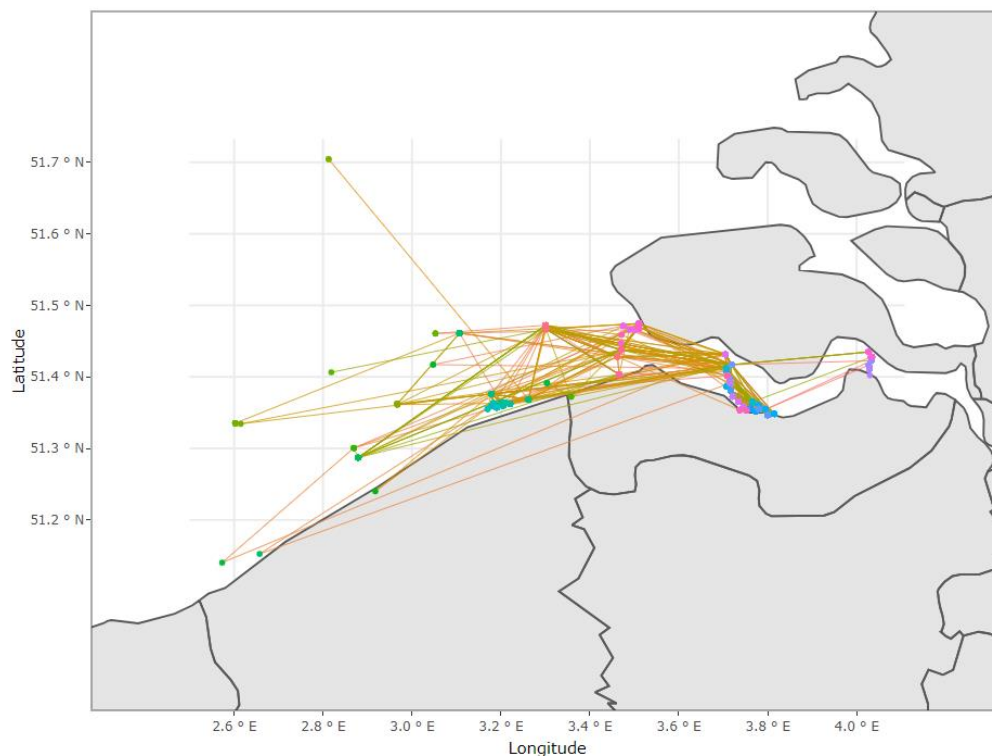 51.7 ° N
51.6 ° N
51.5 ° N
51.4 ° N
51.3 ° N
51.2 ° N
Latitude
2.6 ° E
2.8 ° E
3.0 ° E
3.2 ° E
3.4 ° E
3.6 ° E
3.8 ° E
4.0 ° E
Longitude